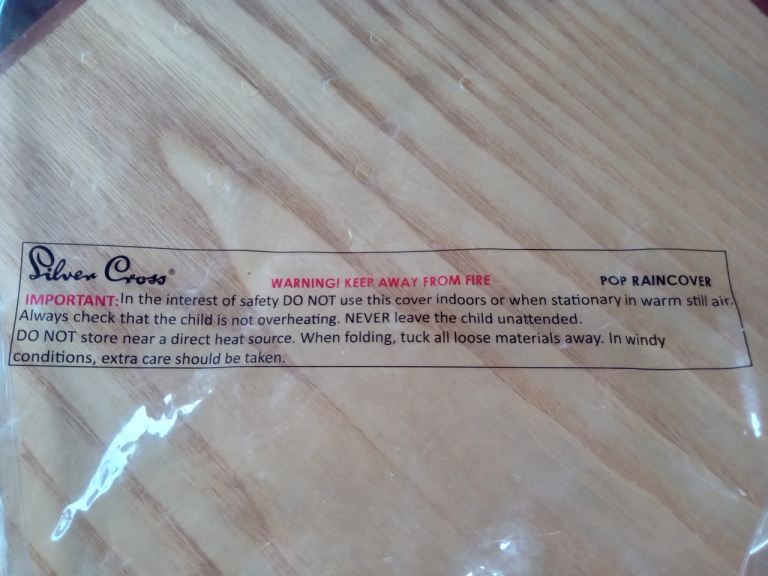 Silver Cross® WARNING! KEEP AWAY FROM FIRE POP RAINCOVER
IMPORTANT: In the interest of safety DO NOT use this cover indoors or when stationary in warm still air.
Always check that the child is not overheating. NEVER leave the child unattended.
DO NOT store near a direct heat source. When folding, tuck all loose materials away. In windy
conditions, extra care should be taken.